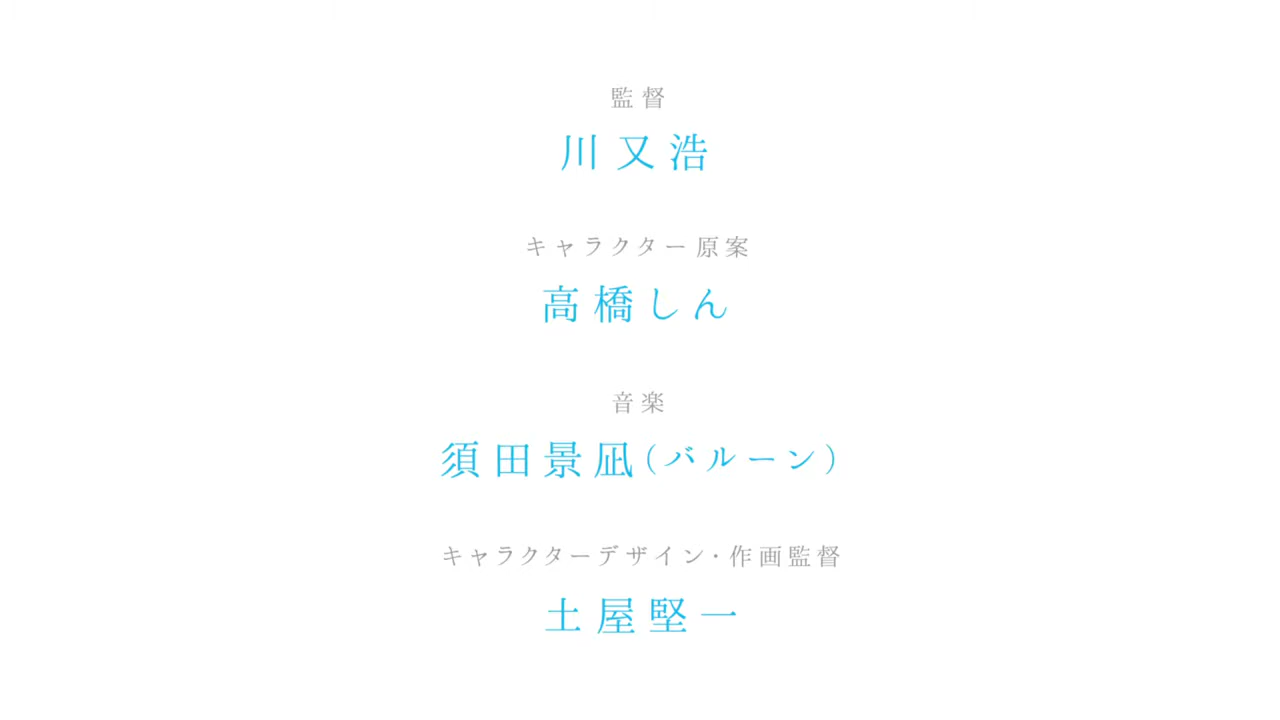 監督
川又浩
キャラクター原案
高橋しん
音楽
須田景凪(バルーン)
キャラクターデザイン・作画監督
土屋堅一